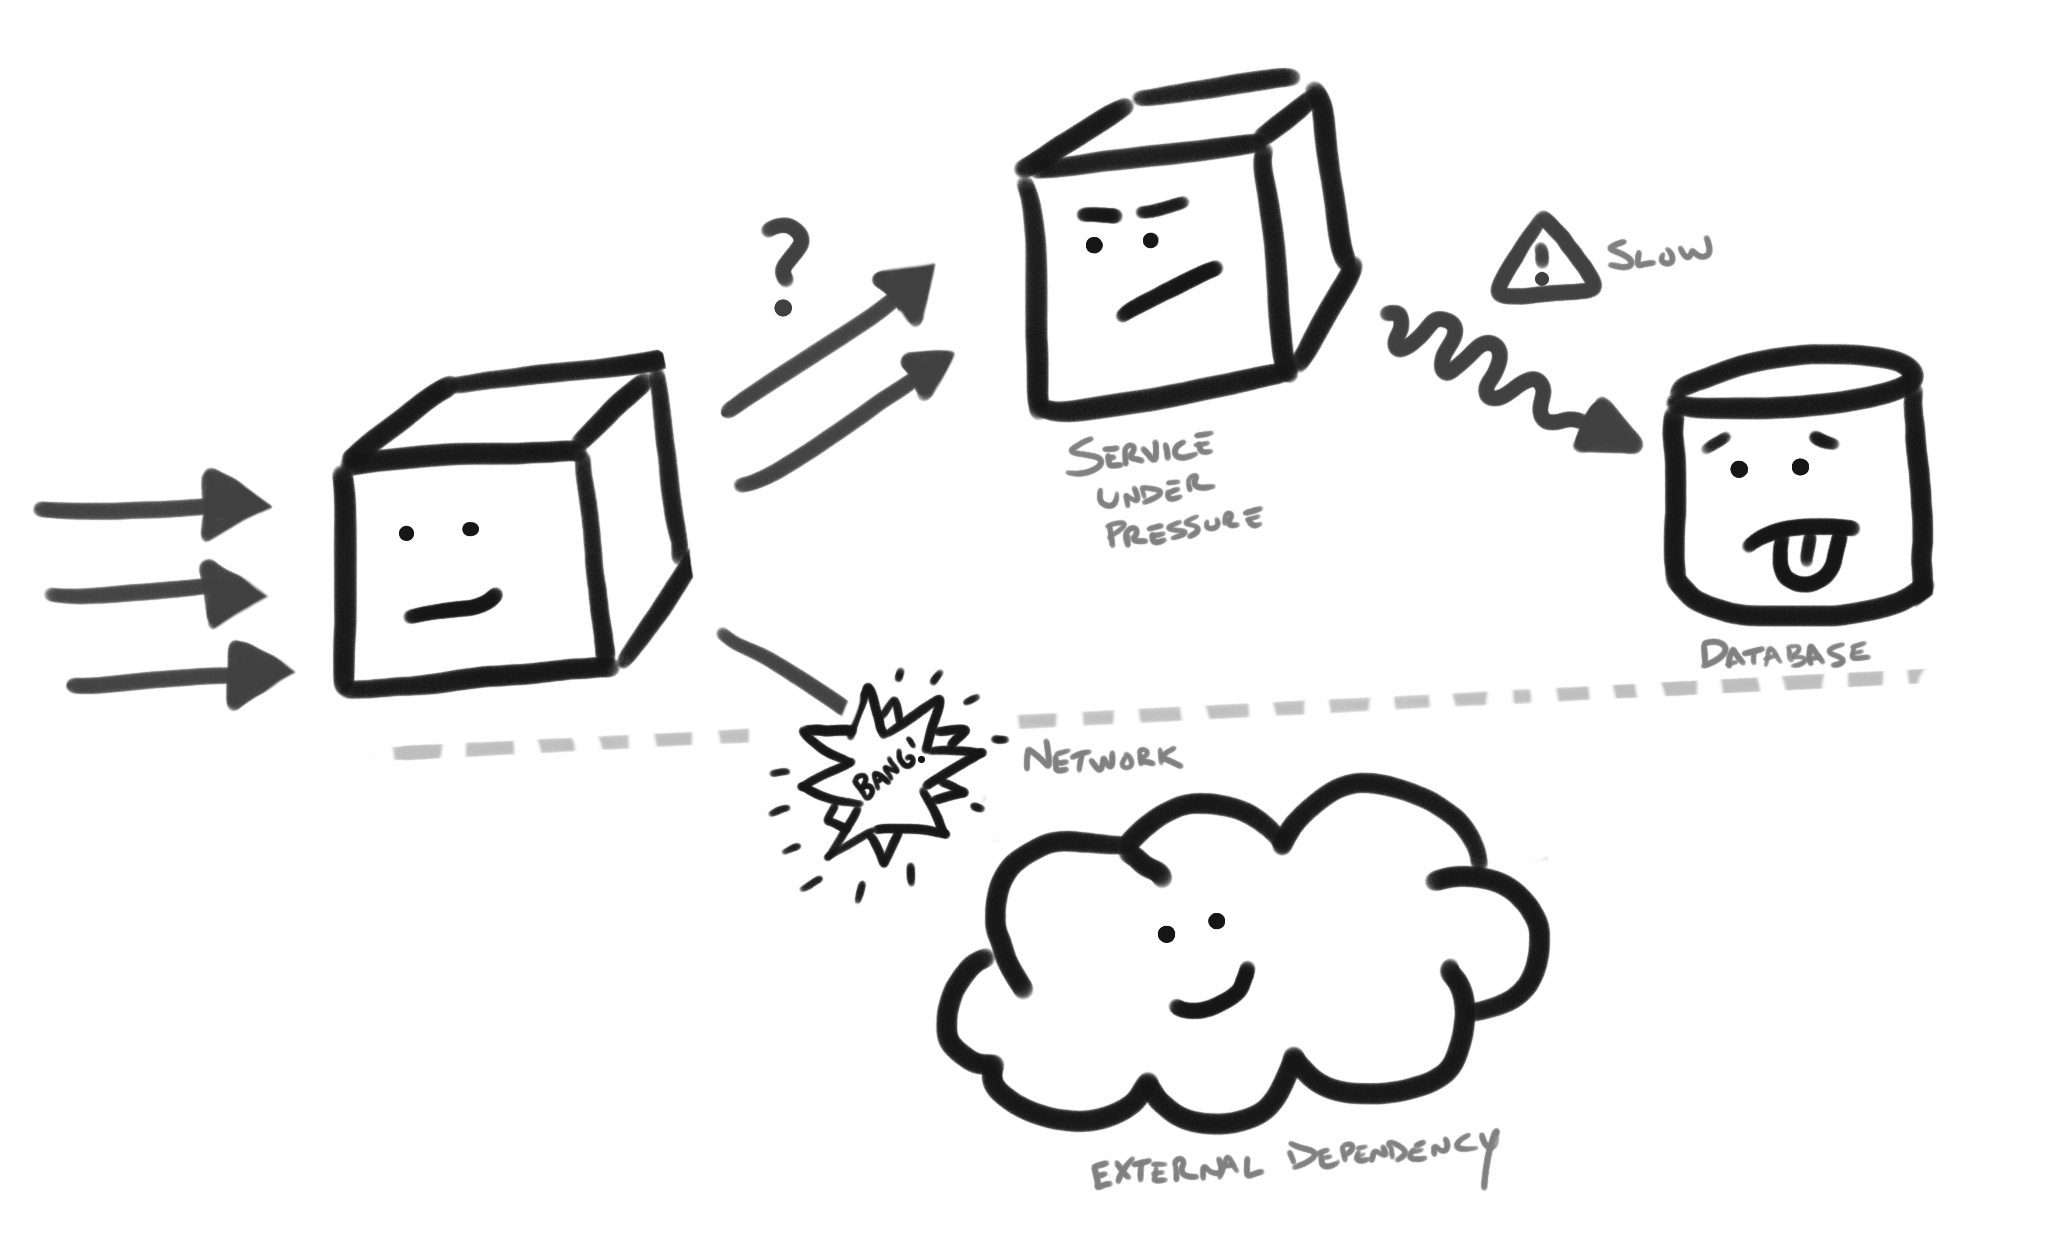 ?
!
SLOW
SERVICE
UNDER
PRESSURE
DATABASE
BANG!
NETWORK
EXTERNAL DEPENDENCY